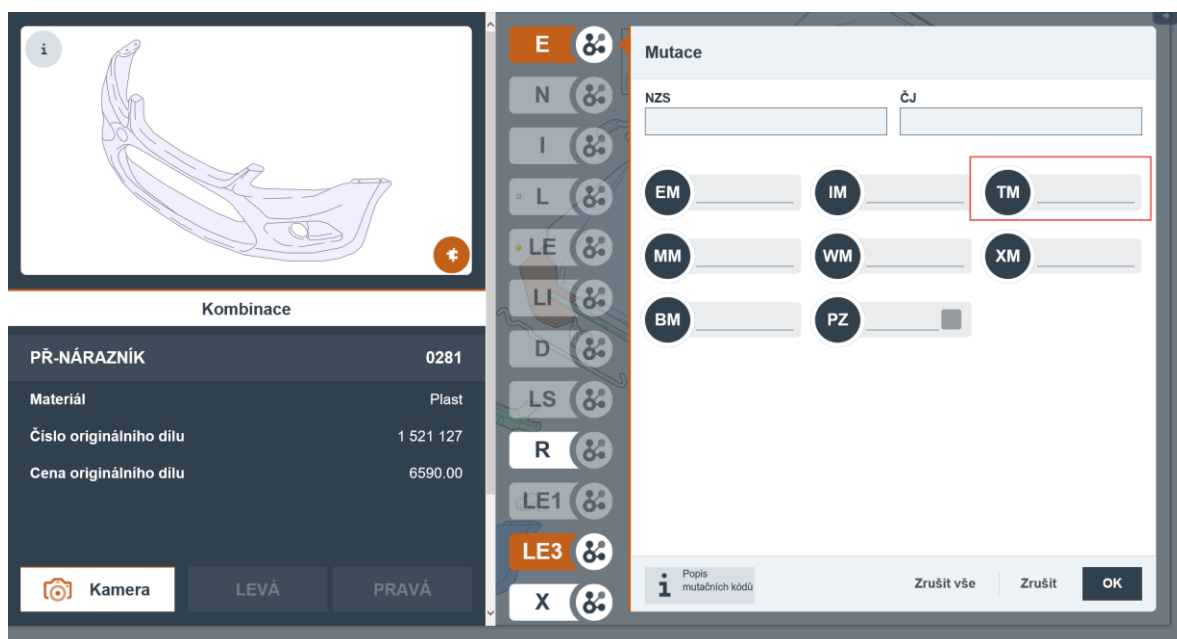 i
Kombinace
PŘ-NÁRAZNÍK 0281
Materiál Plast
Číslo originálního dílu 1 521 127
Cena originálního dílu 6590.00
Kamera LEVÁ PRAVÁ
E
N
I
L
LE
LI
D
LS
R
LE1
LE3
X
Mutace
NZS ČJ
EM IM TM
MM WM XM
BM PZ
i Popis
mutačních kódů
Zrušit vše Zrušit OK